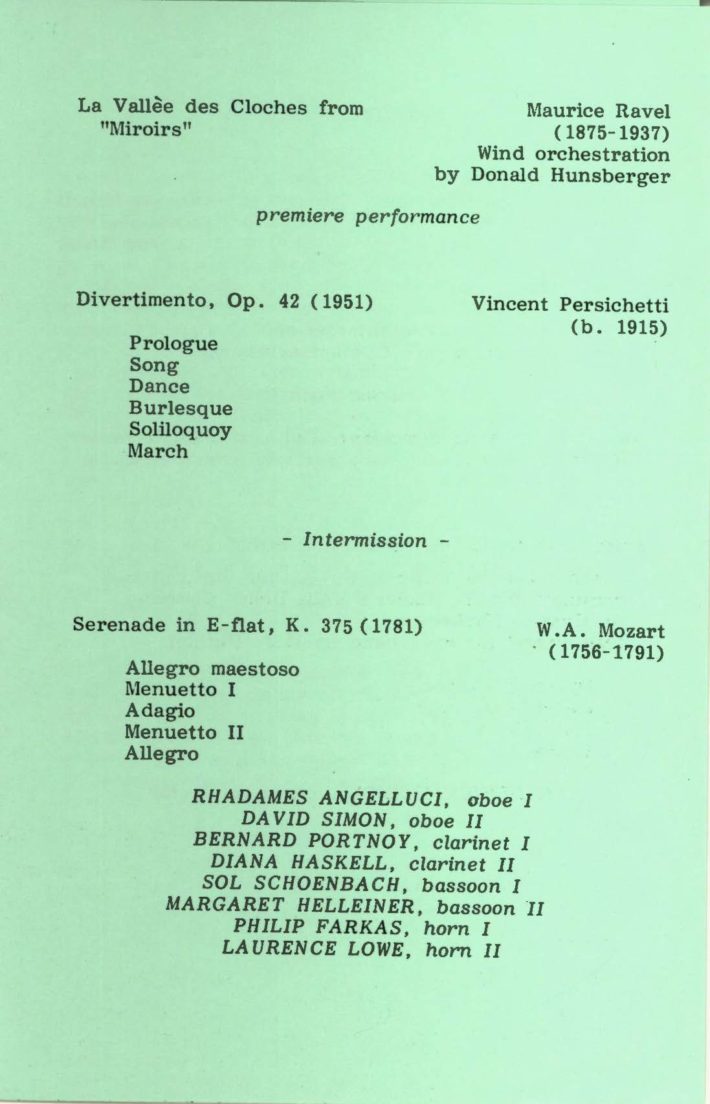 La Vallèe des Cloches from
"Miroirs"
Maurice Ravel
(1875-1937)
Wind orchestration
by Donald Hunsberger
premiere performance
Divertimento, Op. 42 (1951)
Vincent Persichetti
(b. 1915)
Prologue
Song
Dance
Burlesque
Soliloquoy
March
- Intermission -
Serenade in E-flat, K. 375 (1781)
W.A. Mozart
(1756-1791)
Allegro maestoso
Menuetto I
Adagio
Menuetto II
Allegro
RHADAMES ANGELLUCI, oboe I
DAVID SIMON, oboe II
BERNARD PORTNOY, clarinet I
DIANA HASKELL, clarinet II
SOL SCHOENBACH, bassoon I
MARGARET HELLEINER, bassoon II
PHILIP FARKAS, horn I
LAURENCE LOWE, horn II